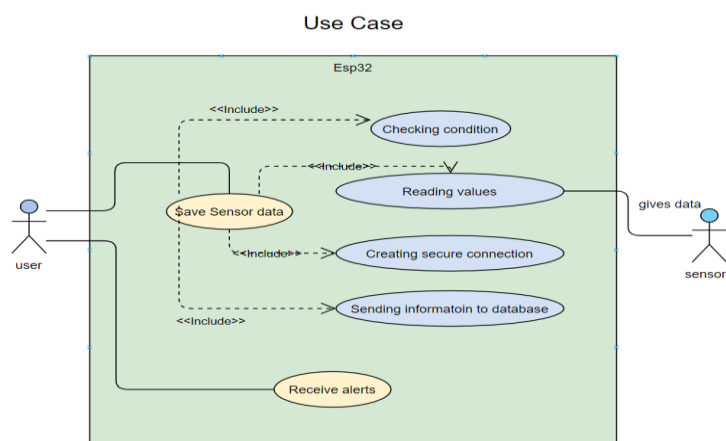 Use Case
Esp32
<<Include>>
Checking condition
<<Include>>
Reading values
gives data
Save Sensor data
user
sensor
<<Include>>
Creating secure connection
Sending informatoin to database
<<Include>>
Receive alerts